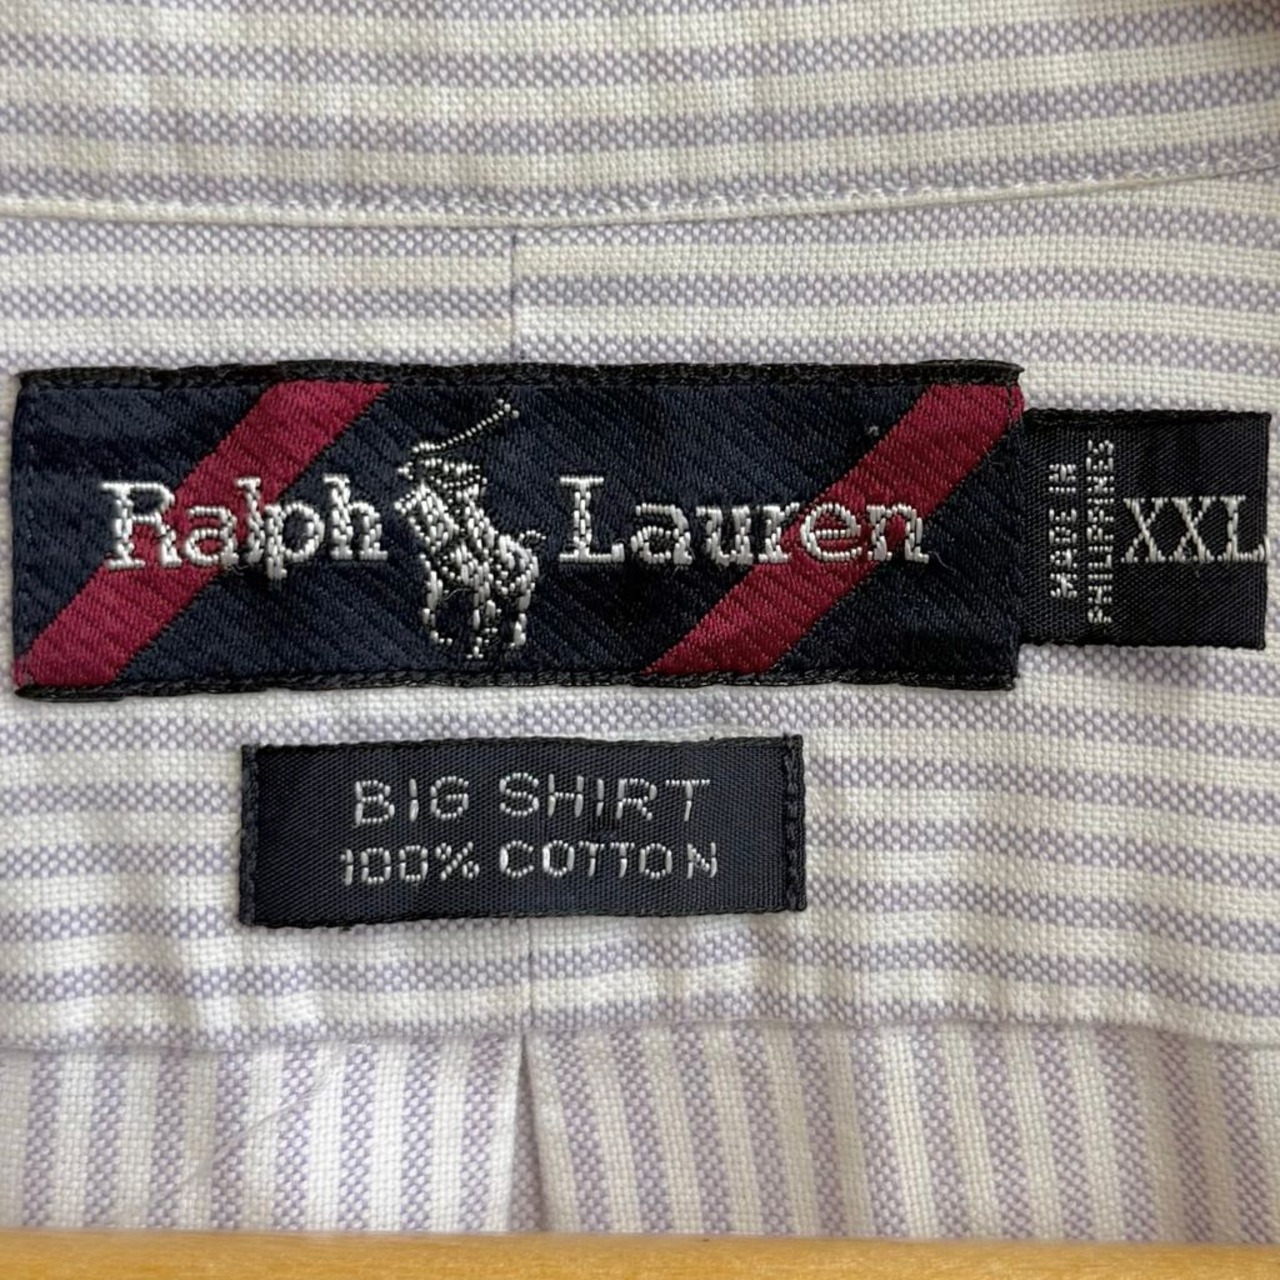 Ralph Lauren
MADE IN
PHILIPPINES
XXL
BIG SHIRT
100% COTTON